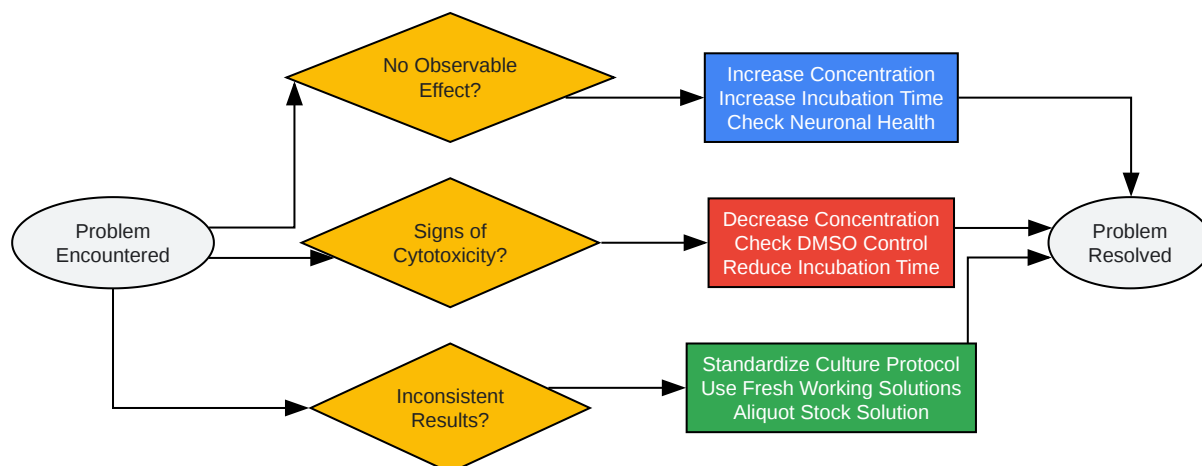 No Observable
Effect?
Increase Concentration
Increase Incubation Time
Check Neuronal Health
Problem
Encountered
Signs of
Cytotoxicity?
Decrease Concentration
Check DMSO Control
Reduce Incubation Time
Problem
Resolved
Inconsistent
Results?
Standardize Culture Protocol
Use Fresh Working Solutions
Aliquot Stock Solution